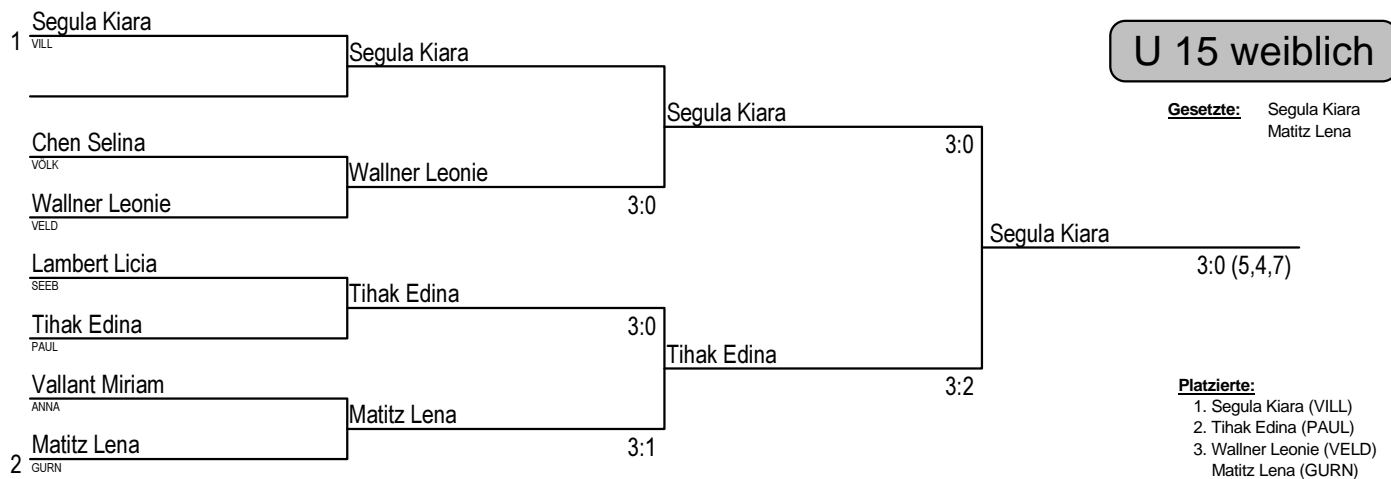 U 15 weiblich
Gesetzte: Segula Kiara
Matitz Lena
1 Segula Kiara
VILL
Chen Selina
VÖLK
Wallner Leonie
VELD
Lambert Licia
SEEB
Tihak Edina
PAUL
Vallant Miriam
ANNA
2 Matitz Lena
GURN
Segula Kiara
Wallner Leonie
3:0
Tihak Edina
3:0
Matitz Lena
3:1
Segula Kiara
3:0
Tihak Edina
3:2
Segula Kiara
3:0 (5,4,7)
Platzierte:
1. Segula Kiara (VILL)
2. Tihak Edina (PAUL)
3. Wallner Leonie (VELD)
Matitz Lena (GURN)